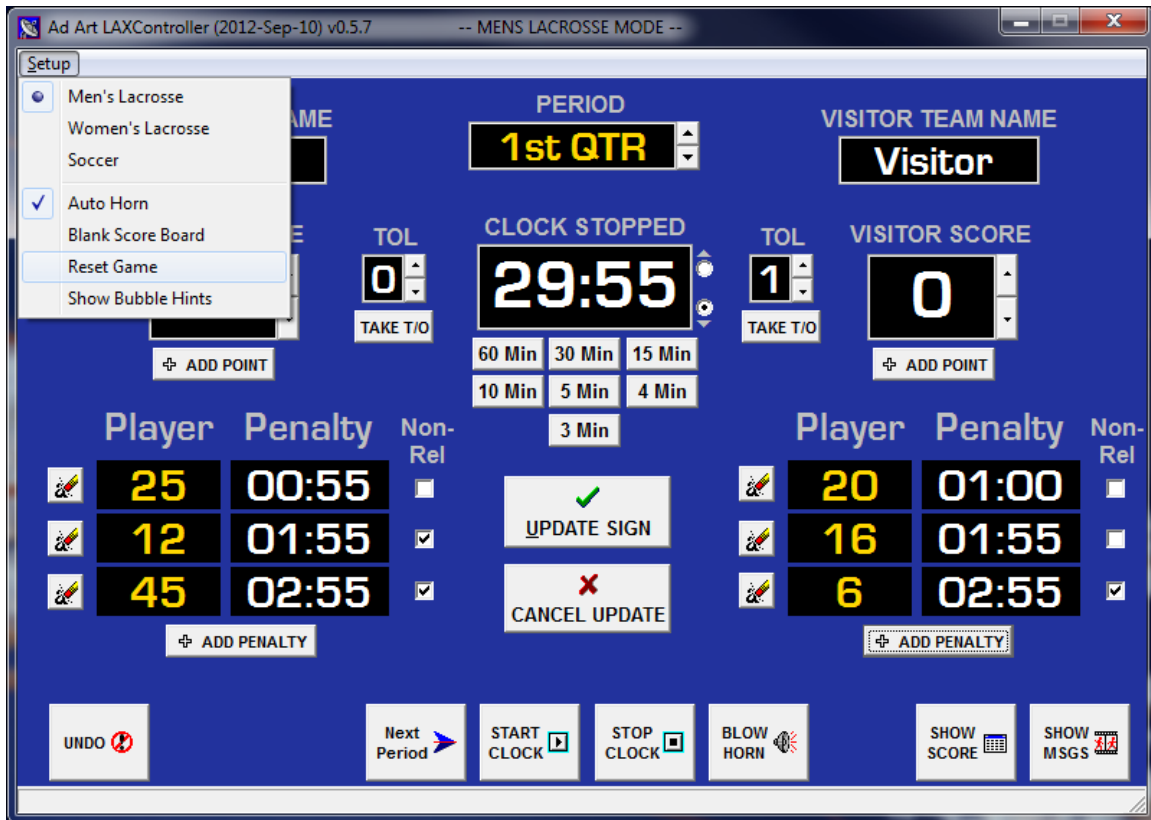 Ad Art LAXController (2012-Sep-10) v0.5.7 -- MENS LACROSSE MODE --
Setup
Men's Lacrosse
Women's Lacrosse
Soccer
Auto Horn
Blank Score Board
Reset Game
Show Bubble Hints
PERIOD
1st QTR
VISITOR TEAM NAME
Visitor
TOL
0
TAKE T/O
CLOCK STOPPED
29:55
TOL
1
TAKE T/O
VISITOR SCORE
0
ADD POINT
60 Min 30 Min 15 Min
10 Min 5 Min 4 Min
3 Min
ADD POINT
Player Penalty Non-Rel
25 00:55
12 01:55
45 02:55
ADD PENALTY
UPDATE SIGN
CANCEL UPDATE
Player Penalty Non-Rel
20 01:00
16 01:55
6 02:55
ADD PENALTY
UNDO
Next Period
START CLOCK
STOP CLOCK
BLOW HORN
SHOW SCORE
SHOW MSGS